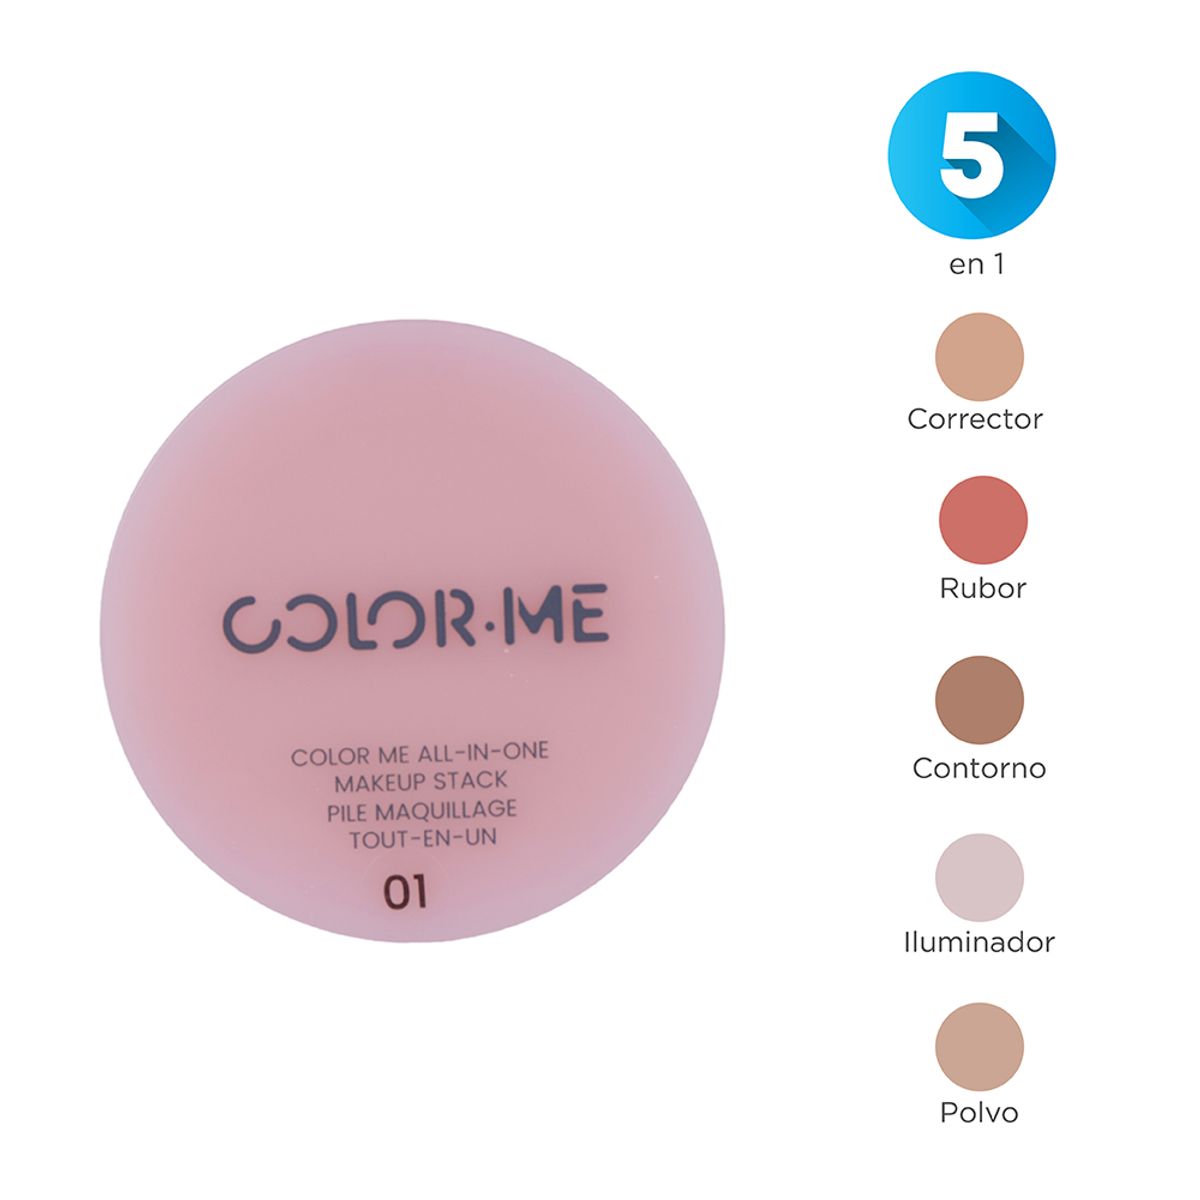 COLOR·ME
COLOR ME ALL-IN-ONE
MAKEUP STACK
PILE MAQUILLAGE
TOUT-EN-UN
01
5
en 1
Corrector
Rubor
Contorno
Iluminador
Polvo